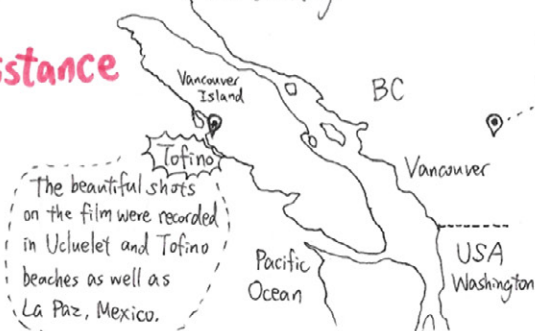 istance
Vancouver
Island
BC
Tofino
Vancouver
The beautiful shots
on the film were recorded
in Ucluelet and Tofino
beaches as well as
La Paz, Mexico.
Pacific
Ocean
USA
Washington